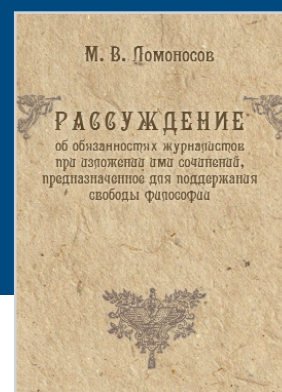 М. В. Ломоносов
РАССУЖДЕНИЕ
об обязанностях журналистов
при изложении ими сочинений,
предназначенное для поддержания
свободы философии